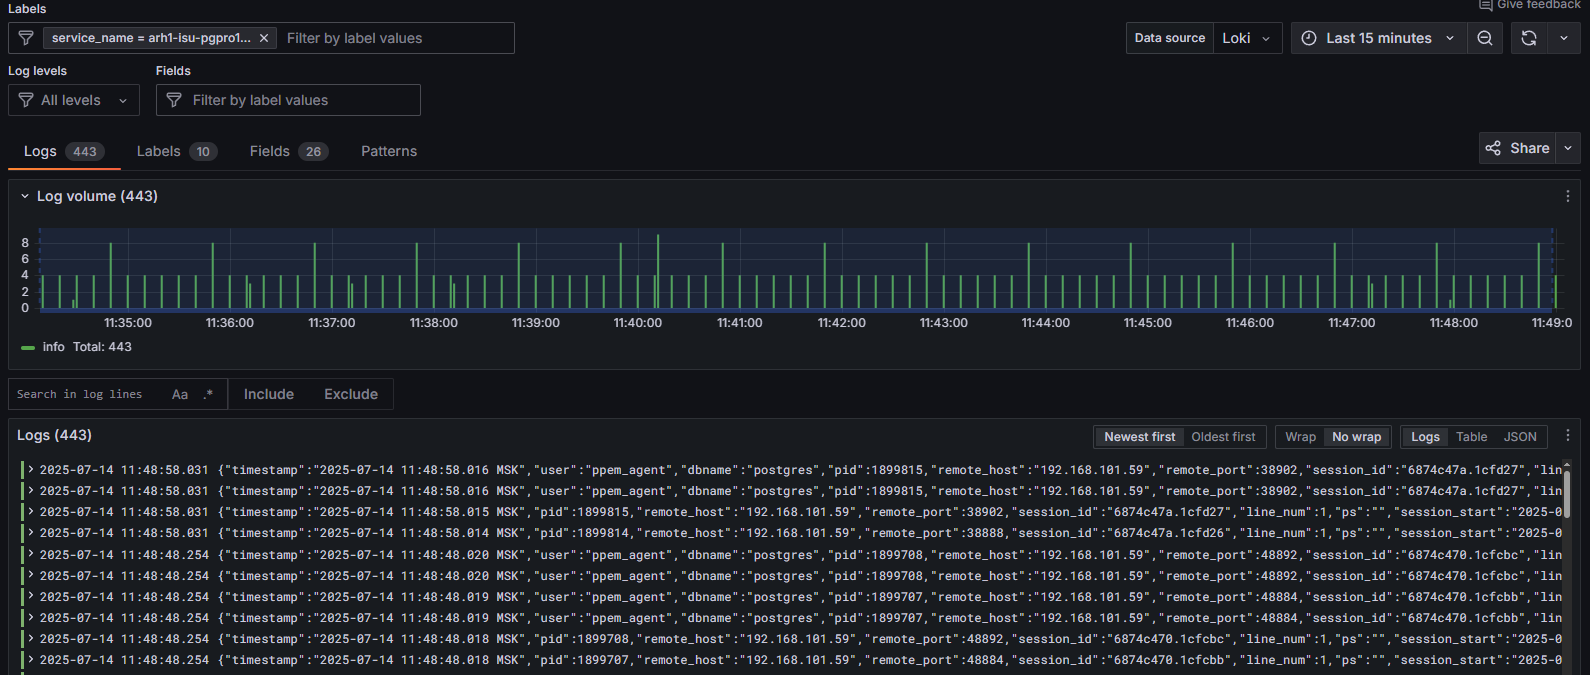 Labels
Give feedback
service_name = arh1-isu-pgpro1... × Filter by label values
Data source Loki
Last 15 minutes
Log levels Fields
All levels Filter by label values
Logs 443 Labels 10 Fields 26 Patterns
Share
Log volume (443)
8
6
4
2
0
11:35:00 11:36:00 11:37:00 11:38:00 11:39:00 11:40:00 11:41:00 11:42:00 11:43:00 11:44:00 11:45:00 11:46:00 11:47:00 11:48:00 11:49:0
info Total: 443
Search in log lines Aa .* Include Exclude
Logs (443)
Newest first Oldest first Wrap No wrap Logs Table JSON
2025-07-14 11:48:58.031 {"timestamp":"2025-07-14 11:48:58.016 MSK","user":"ppem_agent","dbname":"postgres","pid":1899815,"remote_host":"192.168.101.59","remote_port":38902,"session_id":"6874c47a.1cfd27","lin
2025-07-14 11:48:58.031 {"timestamp":"2025-07-14 11:48:58.016 MSK","user":"ppem_agent","dbname":"postgres","pid":1899815,"remote_host":"192.168.101.59","remote_port":38902,"session_id":"6874c47a.1cfd27","lin
2025-07-14 11:48:58.031 {"timestamp":"2025-07-14 11:48:58.015 MSK","pid":1899815,"remote_host":"192.168.101.59","remote_port":38902,"session_id":"6874c47a.1cfd27","line_num":1,"ps":"","session_start":"2025-0
2025-07-14 11:48:58.031 {"timestamp":"2025-07-14 11:48:58.014 MSK","pid":1899814,"remote_host":"192.168.101.59","remote_port":38888,"session_id":"6874c47a.1cfd26","line_num":1,"ps":"","session_start":"2025-0
2025-07-14 11:48:48.254 {"timestamp":"2025-07-14 11:48:48.020 MSK","user":"ppem_agent","dbname":"postgres","pid":1899708,"remote_host":"192.168.101.59","remote_port":48892,"session_id":"6874c470.1cfcbc","lin
2025-07-14 11:48:48.254 {"timestamp":"2025-07-14 11:48:48.020 MSK","user":"ppem_agent","dbname":"postgres","pid":1899708,"remote_host":"192.168.101.59","remote_port":48892,"session_id":"6874c470.1cfcbc","lin
2025-07-14 11:48:48.254 {"timestamp":"2025-07-14 11:48:48.019 MSK","user":"ppem_agent","dbname":"postgres","pid":1899707,"remote_host":"192.168.101.59","remote_port":48884,"session_id":"6874c470.1cfcbb","lin
2025-07-14 11:48:48.254 {"timestamp":"2025-07-14 11:48:48.019 MSK","user":"ppem_agent","dbname":"postgres","pid":1899707,"remote_host":"192.168.101.59","remote_port":48884,"session_id":"6874c470.1cfcbb","lin
2025-07-14 11:48:48.254 {"timestamp":"2025-07-14 11:48:48.018 MSK","pid":1899708,"remote_host":"192.168.101.59","remote_port":48892,"session_id":"6874c470.1cfcbc","line_num":1,"ps":"","session_start":"2025-0
2025-07-14 11:48:48.254 {"timestamp":"2025-07-14 11:48:48.018 MSK","pid":1899707,"remote_host":"192.168.101.59","remote_port":48884,"session_id":"6874c470.1cfcbb","line_num":1,"ps":"","session_start":"2025-0